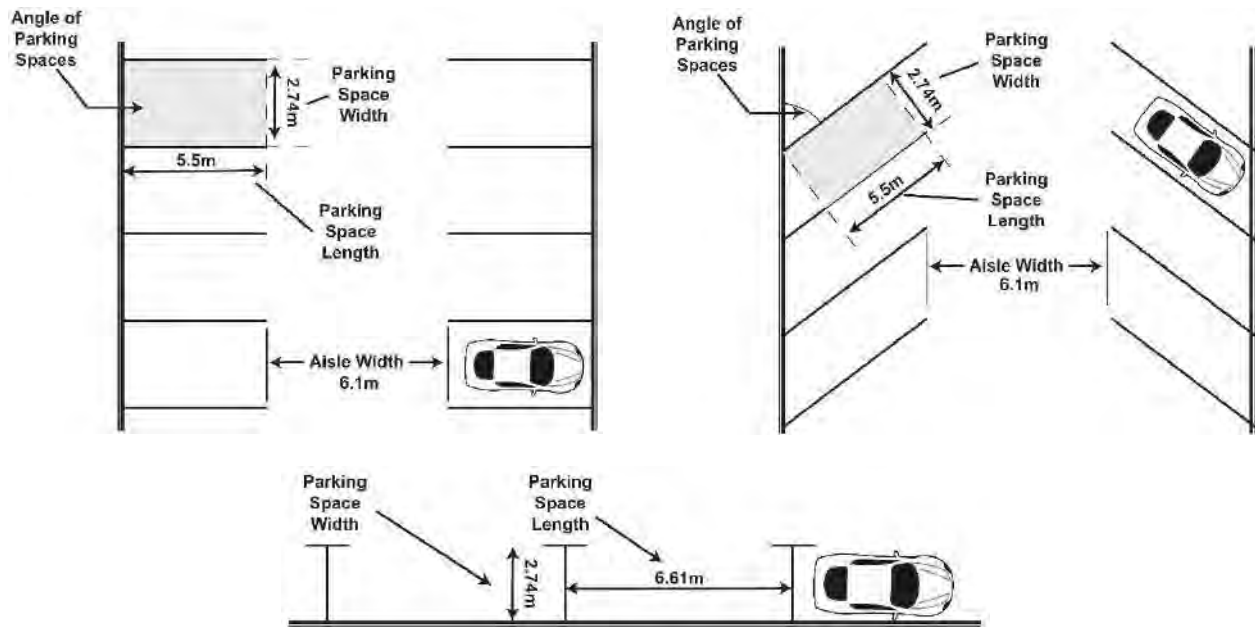 Angle of
Parking
Spaces
2.74m
Parking
Space
Width
5.5m
Parking
Space
Length
Aisle Width
6.1m
Angle of
Parking
Spaces
2.74m
Parking
Space
Width
5.5m
Parking
Space
Length
Aisle Width
6.1m
Parking
Space
Width
Parking
Space
Length
2.74m
6.61m